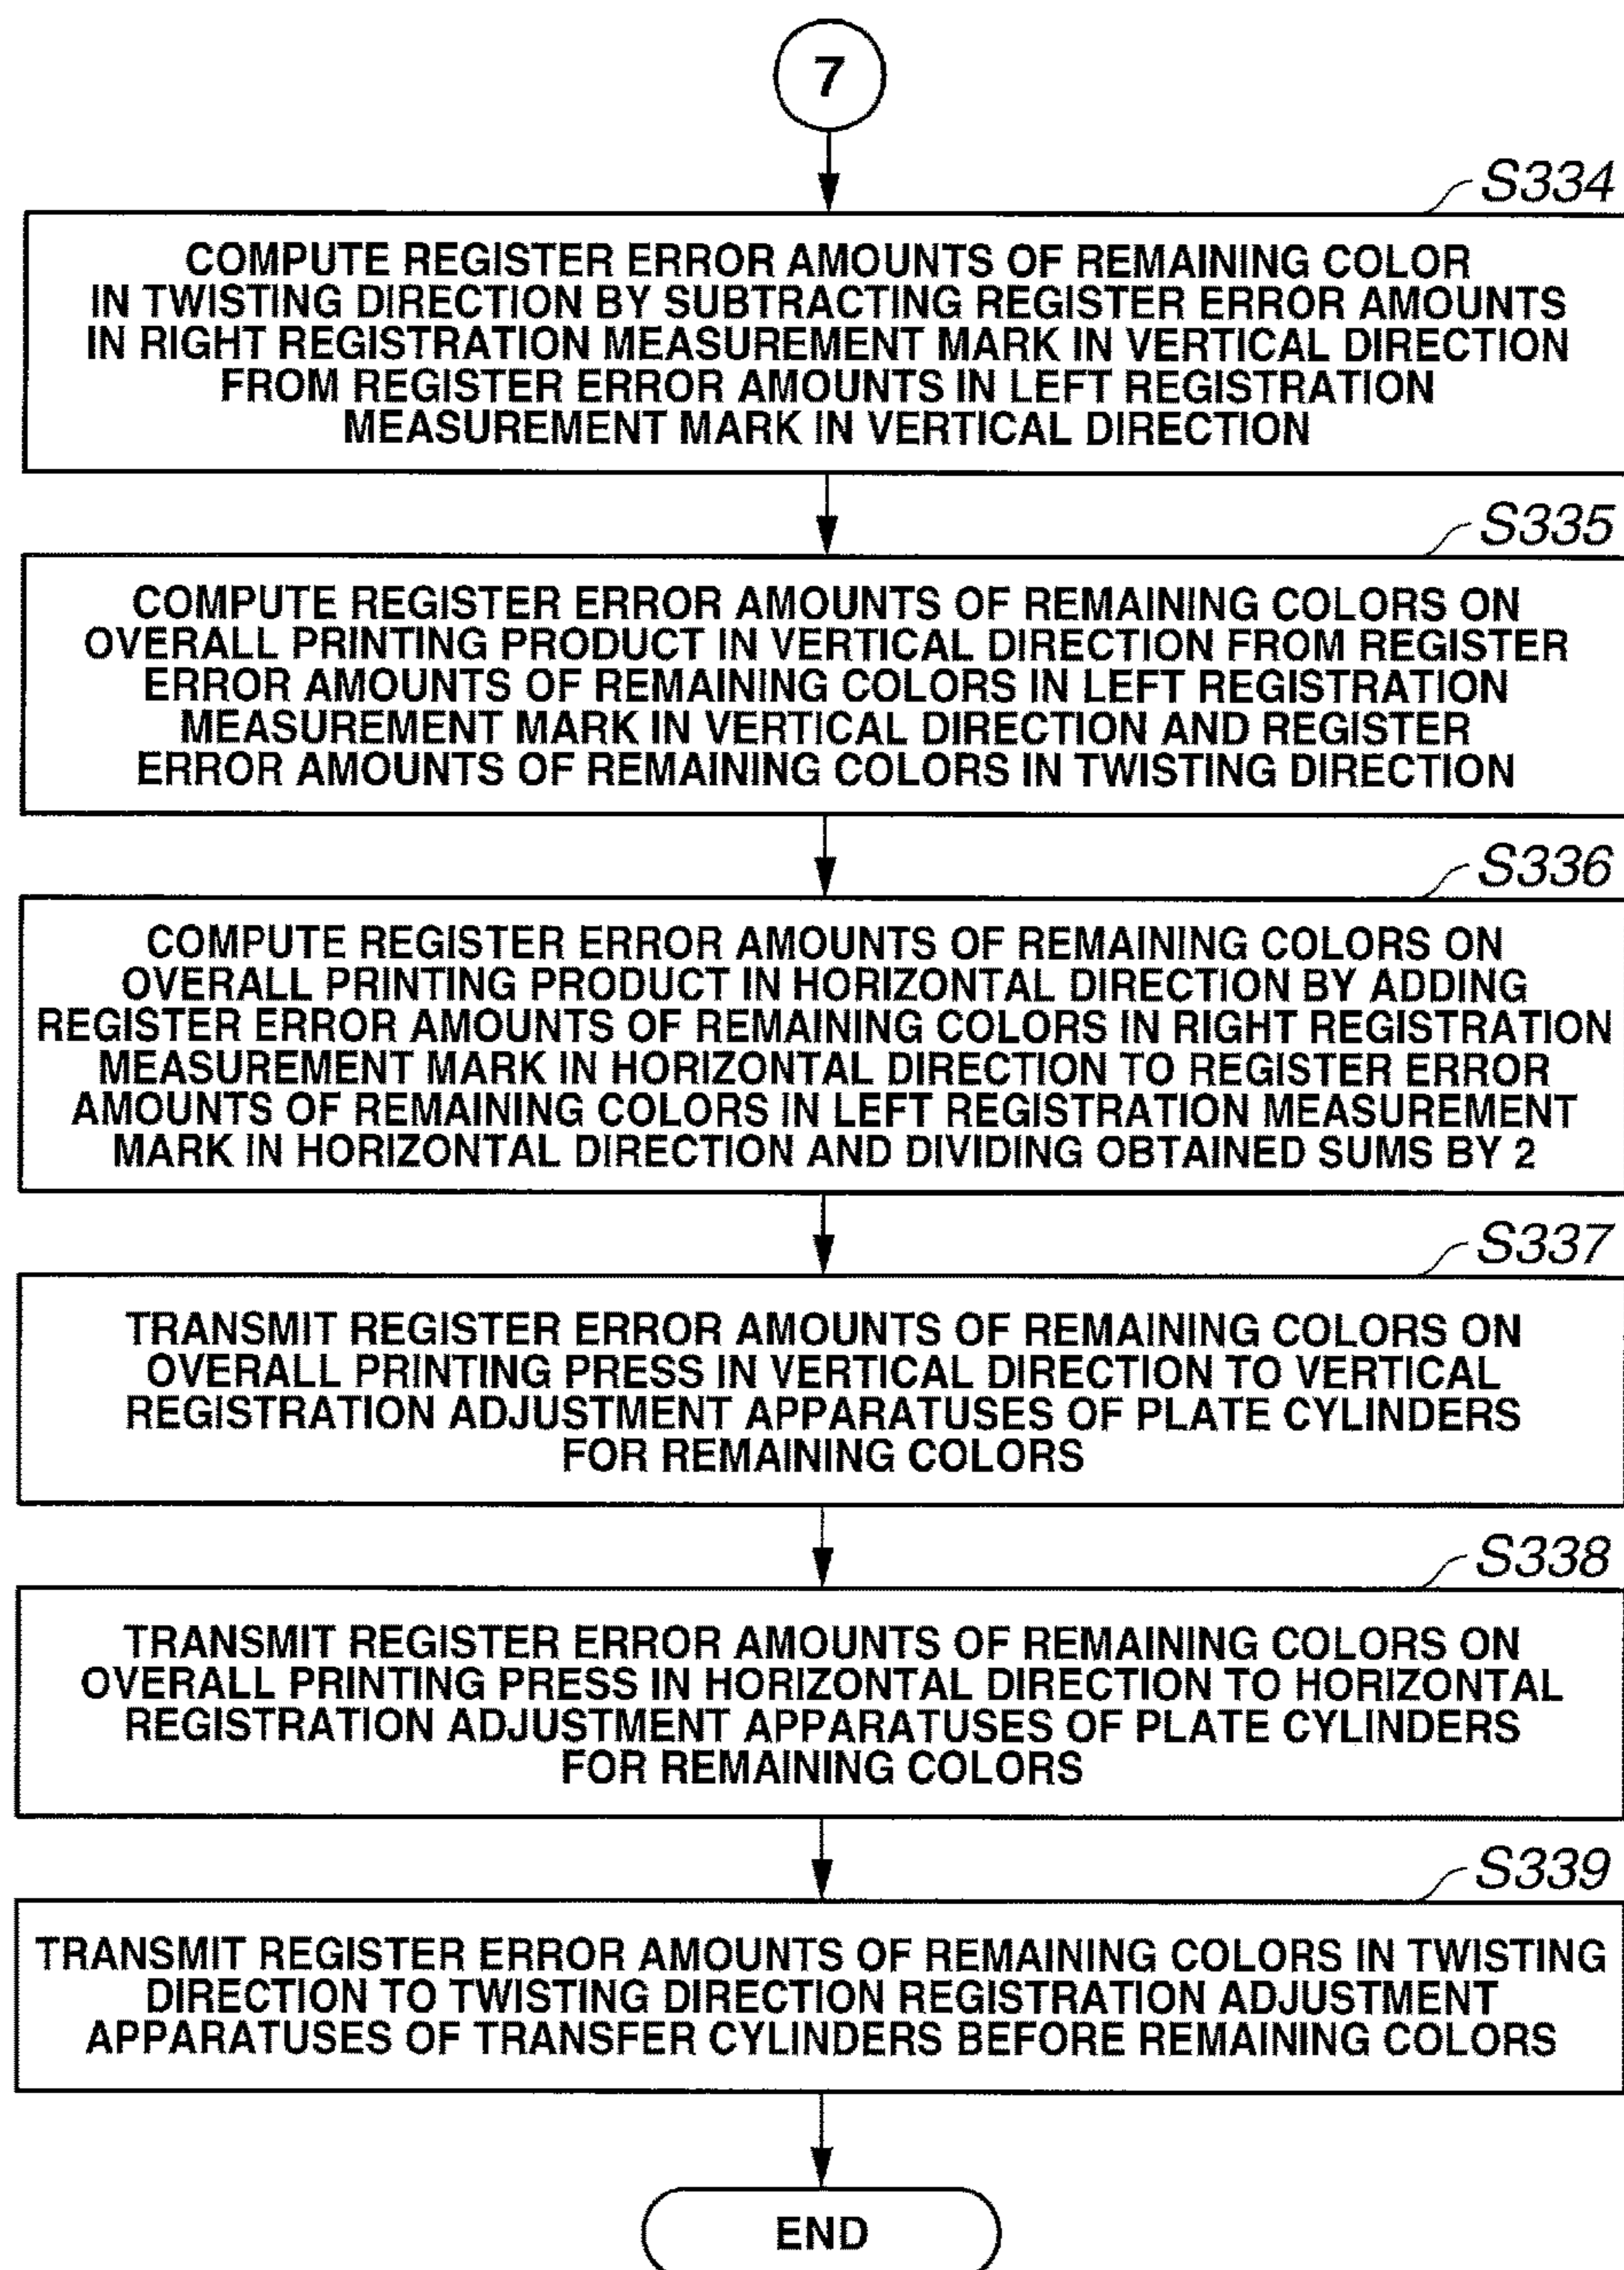 7
S334
COMPUTE REGISTER ERROR AMOUNTS OF REMAINING COLOR
IN TWISTING DIRECTION BY SUBTRACTING REGISTER ERROR AMOUNTS
IN RIGHT REGISTRATION MEASUREMENT MARK IN VERTICAL DIRECTION
FROM REGISTER ERROR AMOUNTS IN LEFT REGISTRATION
MEASUREMENT MARK IN VERTICAL DIRECTION
S335
COMPUTE REGISTER ERROR AMOUNTS OF REMAINING COLORS ON
OVERALL PRINTING PRODUCT IN VERTICAL DIRECTION FROM REGISTER
ERROR AMOUNTS OF REMAINING COLORS IN LEFT REGISTRATION
MEASUREMENT MARK IN VERTICAL DIRECTION AND REGISTER
ERROR AMOUNTS OF REMAINING COLORS IN TWISTING DIRECTION
S336
COMPUTE REGISTER ERROR AMOUNTS OF REMAINING COLORS ON
OVERALL PRINTING PRODUCT IN HORIZONTAL DIRECTION BY ADDING
REGISTER ERROR AMOUNTS OF REMAINING COLORS IN RIGHT REGISTRATION
MEASUREMENT MARK IN HORIZONTAL DIRECTION TO REGISTER ERROR
AMOUNTS OF REMAINING COLORS IN LEFT REGISTRATION MEASUREMENT
MARK IN HORIZONTAL DIRECTION AND DIVIDING OBTAINED SUMS BY 2
S337
TRANSMIT REGISTER ERROR AMOUNTS OF REMAINING COLORS ON
OVERALL PRINTING PRESS IN VERTICAL DIRECTION TO VERTICAL
REGISTRATION ADJUSTMENT APPARATUSES OF PLATE CYLINDERS
FOR REMAINING COLORS
S338
TRANSMIT REGISTER ERROR AMOUNTS OF REMAINING COLORS ON
OVERALL PRINTING PRESS IN HORIZONTAL DIRECTION TO HORIZONTAL
REGISTRATION ADJUSTMENT APPARATUSES OF PLATE CYLINDERS
FOR REMAINING COLORS
S339
TRANSMIT REGISTER ERROR AMOUNTS OF REMAINING COLORS IN TWISTING
DIRECTION TO TWISTING DIRECTION REGISTRATION ADJUSTMENT
APPARATUSES OF TRANSFER CYLINDERS BEFORE REMAINING COLORS
END